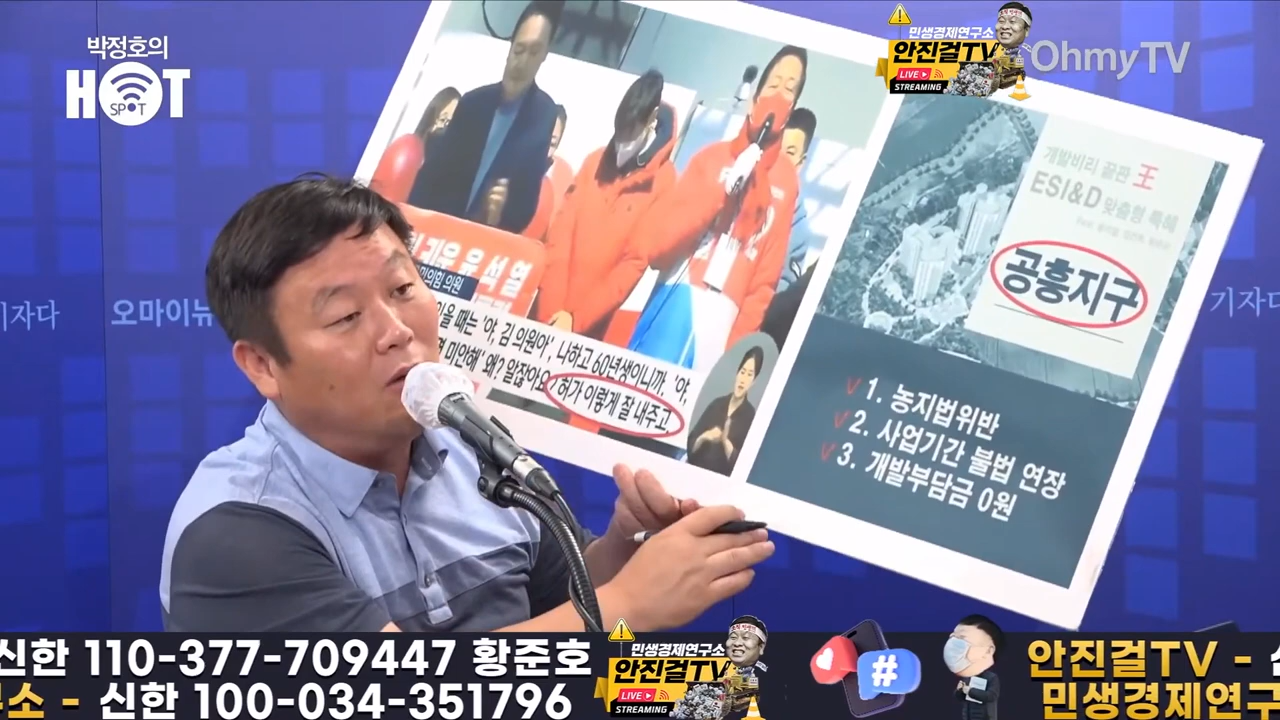 박정호의
HOT
SPOT
민생경제연구소
안진걸TV
LIVE
STREAMING
OhmyTV
기자다
오마이뉴
기자다
윤석열
의힘 의원
때는 '야, 김 의원아', 나하고 60년생이니까. '야,
미안해' 왜? 알잖아요 '허가 이렇게 잘 내주고.
개발비리 끝판 王
ESI&D 맞춤형 특혜
공흥지구
√ 1. 농지법위반
√ 2. 사업기간 불법 연장
√ 3. 개발부담금 0원
신한 110-377-709447 황준호
소 - 신한 100-034-351796
민생경제연구소
안진걸TV
LIVE
STREAMING
#
안진걸TV -
민생경제연구